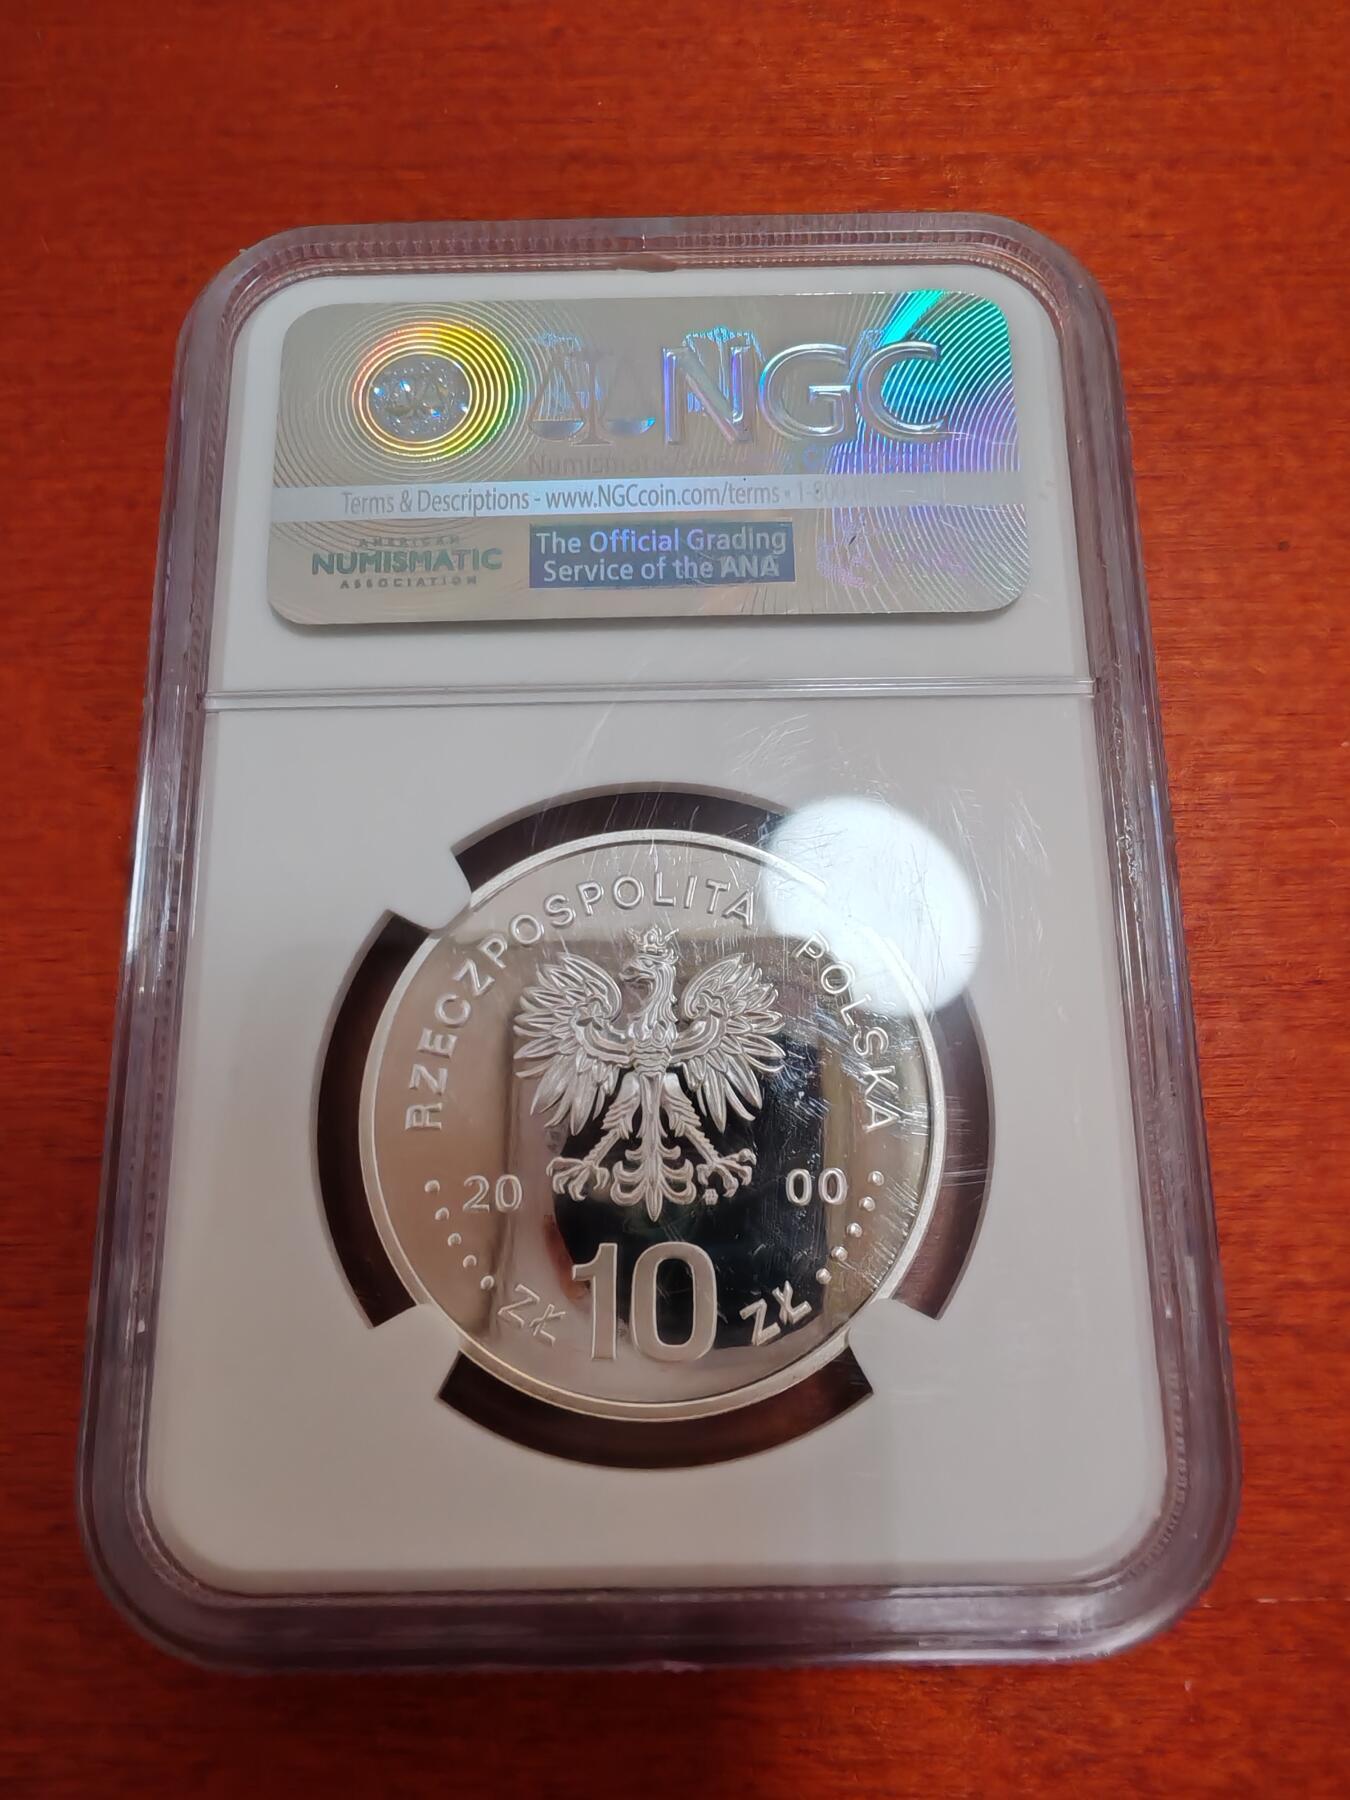 NGC
Numismatic
Terms & Descriptions - www.NGCcoin.com/terms • 1-800
AMERICAN
NUMISMATIC
ASSOCIATION
The Official Grading
Service of the ANA
RZECZPOSPOLITA POLSKA
20 00
ZŁ 10 ZŁ